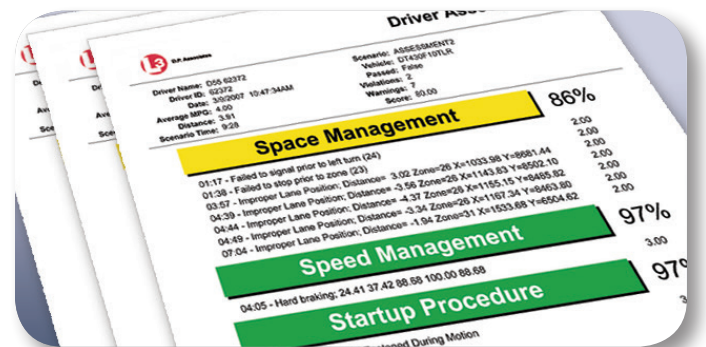 Driver
L3 D.P. Associates
Driver Name: D55 62372
Driver ID: 62372
Date: 3/9/2007 10:47:34AM
Average MPG: 4.00
Distance: 3.91
Scenario Time: 9:28
Scenario: ASSESSMENT2
Vehicle: DT430F10TLR
Passed: False
Violations: 2
Warnings: 7
Score: 80.00
Space Management 86%
01:17 - Failed to signal prior to left turn (24) 2.00
01:38 - Failed to stop prior to zone (23) 2.00
03:57 - Improper Lane Position; Distance= 3.02 Zone=26 X=1033.98 Y=8681.44 2.00
04:39 - Improper Lane Position; Distance= -3.56 Zone=26 X=1143.83 Y=8502.10 2.00
04:44 - Improper Lane Position; Distance= -4.37 Zone=26 X=1155.15 Y=8485.82 2.00
04:49 - Improper Lane Position; Distance= -3.34 Zone=26 X=1167.34 Y=8463.80 2.00
07:04 - Improper Lane Position; Distance= -1.94 Zone=31 X=1533.68 Y=6504.62
Speed Management 97%
04:05 - Hard braking; 24.41 37.42 88.68 100.00 88.68 3.00
Startup Procedure 97%
During Motion